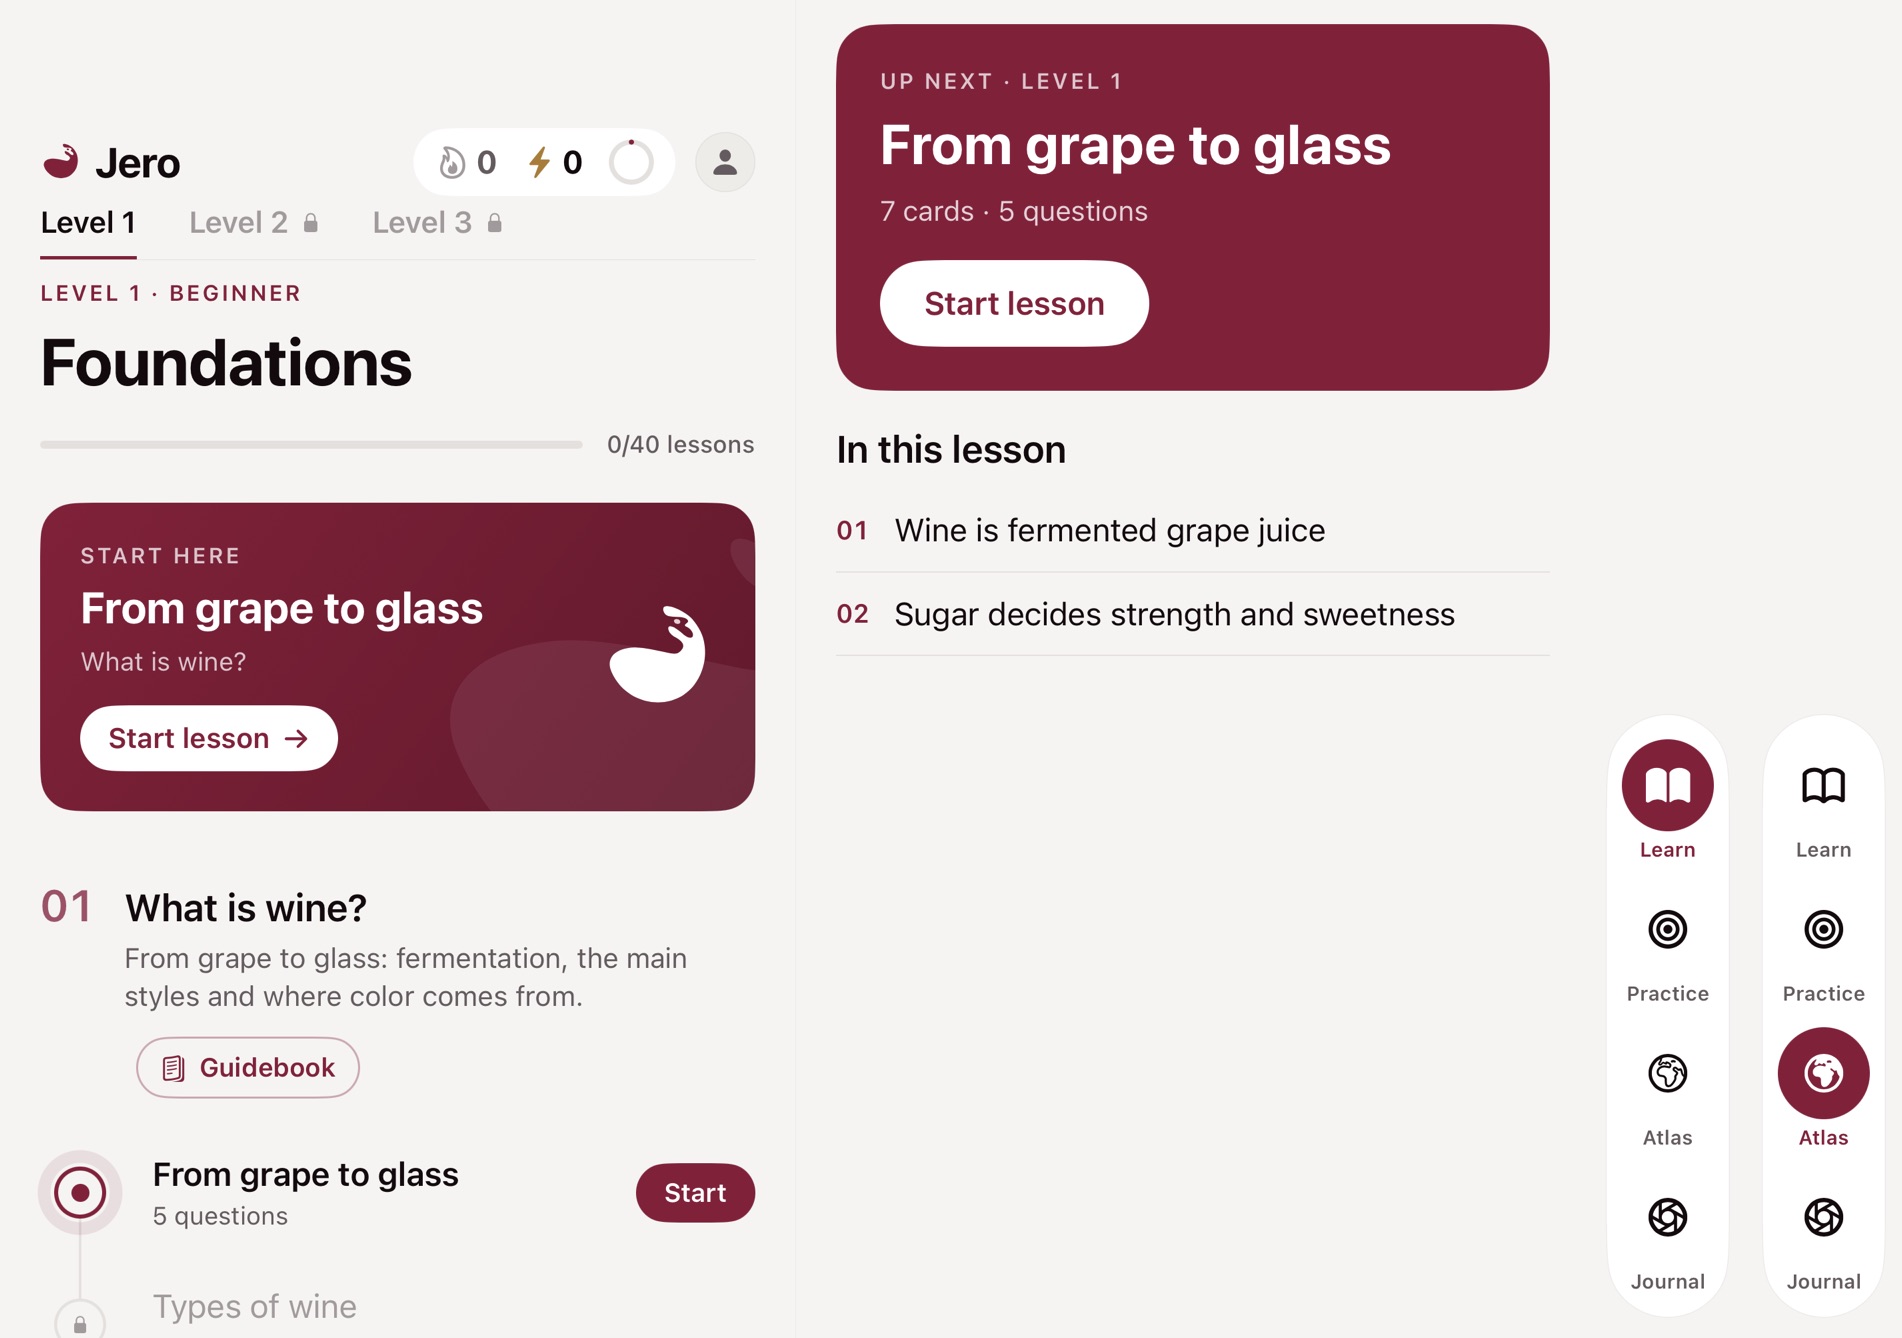 Jero
0 0
Level 1 Level 2 Level 3
LEVEL 1 · BEGINNER
Foundations
0/40 lessons
START HERE
From grape to glass
What is wine?
Start lesson →
01 What is wine?
From grape to glass: fermentation, the main
styles and where color comes from.
Guidebook
From grape to glass
5 questions
Start
Types of wine
UP NEXT · LEVEL 1
From grape to glass
7 cards · 5 questions
Start lesson
In this lesson
01 Wine is fermented grape juice
02 Sugar decides strength and sweetness
Learn
Practice
Atlas
Journal
Learn
Practice
Atlas
Journal